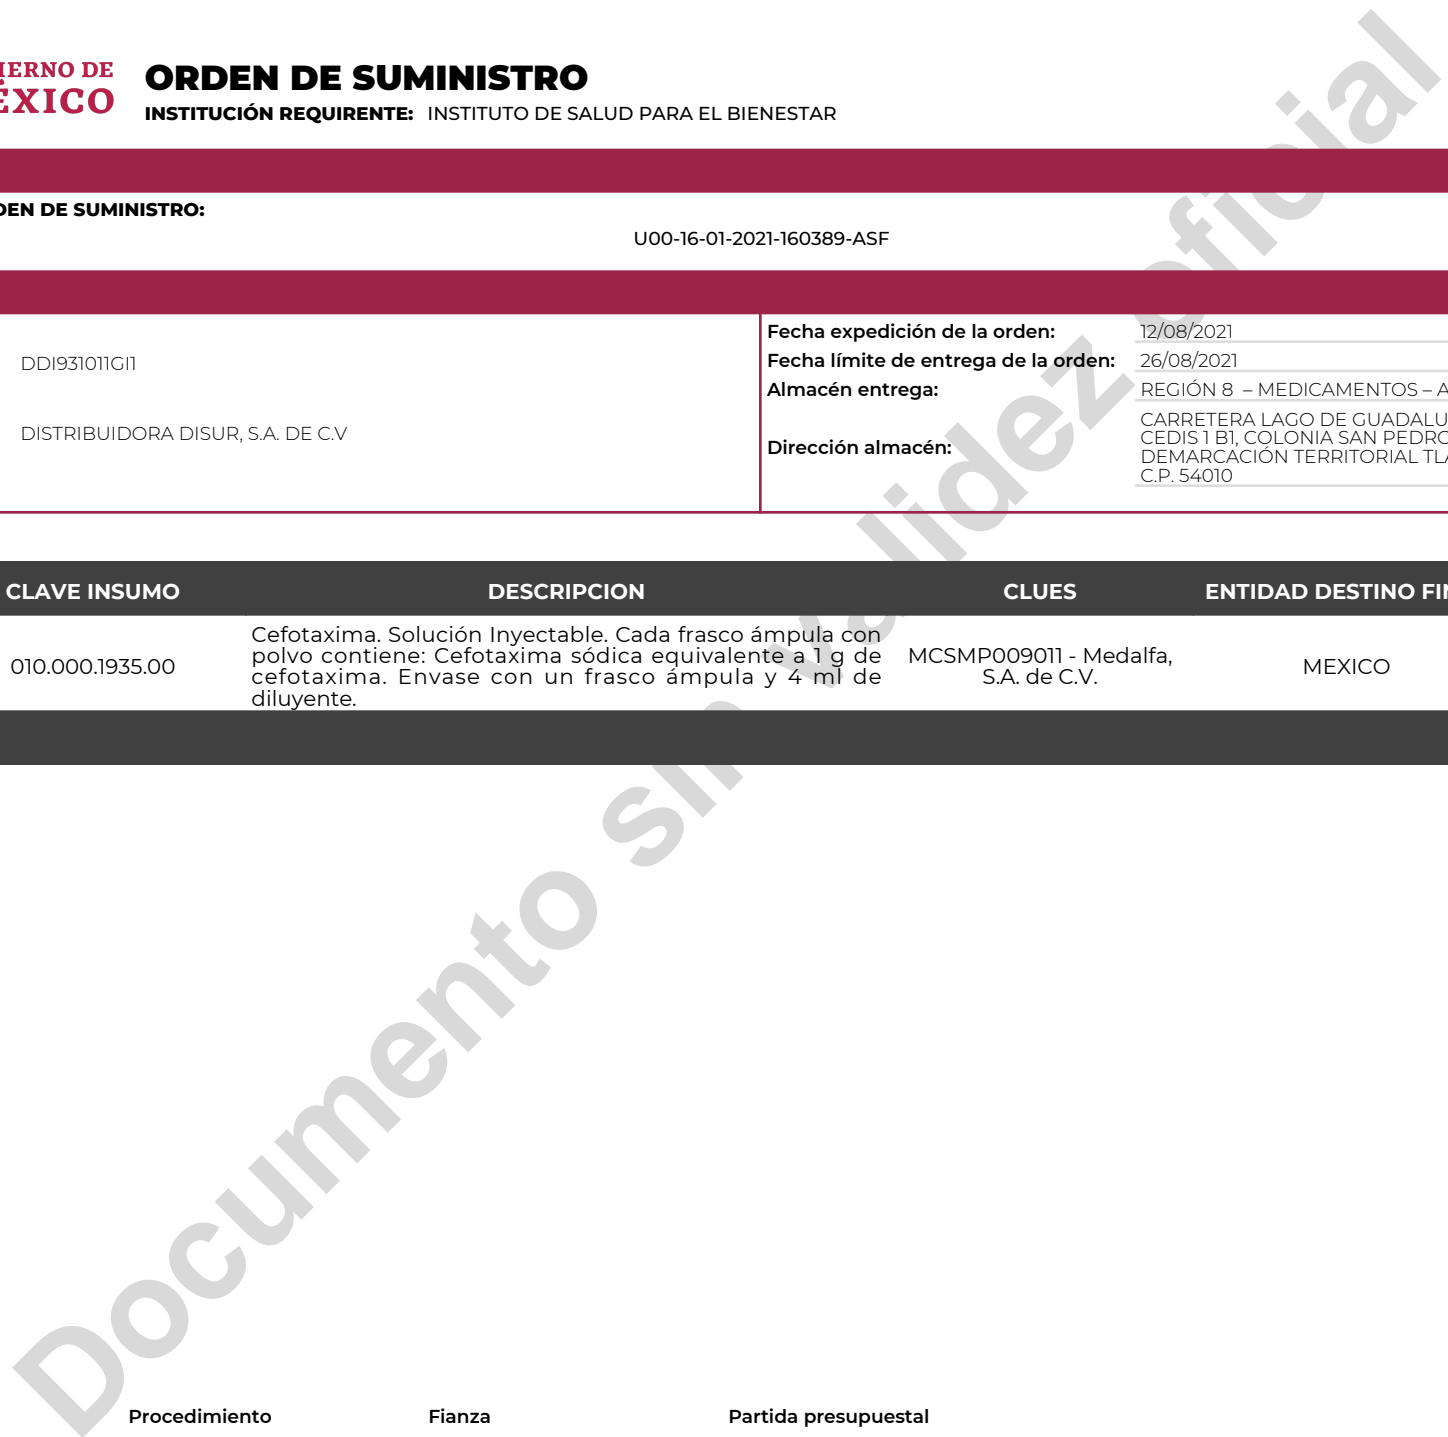 IERNO DE
ÉXICO
ORDEN DE SUMINISTRO
INSTITUCIÓN REQUIRENTE: INSTITUTO DE SALUD PARA EL BIENESTAR
DEN DE SUMINISTRO:
U00-16-01-2021-160389-ASF
DDI931011GI1
DISTRIBUIDORA DISUR, S.A. DE C.V
Fecha expedición de la orden: 12/08/2021
Fecha límite de entrega de la orden: 26/08/2021
Almacén entrega: REGIÓN 8 – MEDICAMENTOS – A
Dirección almacén:
CARRETERA LAGO DE GUADALU
CEDIS 1 B1, COLONIA SAN PEDRO
DEMARCACIÓN TERRITORIAL TLA
C.P. 54010
CLAVE INSUMO DESCRIPCION CLUES ENTIDAD DESTINO FIN
010.000.1935.00
Cefotaxima. Solución Inyectable. Cada frasco ámpula con
polvo contiene: Cefotaxima sódica equivalente a 1 g de
cefotaxima. Envase con un frasco ámpula y 4 ml de
diluyente.
MCSMP009011 - Medalfa,
S.A. de C.V.
MEXICO
Documento sin validez oficial
Procedimiento Fianza Partida presupuestal